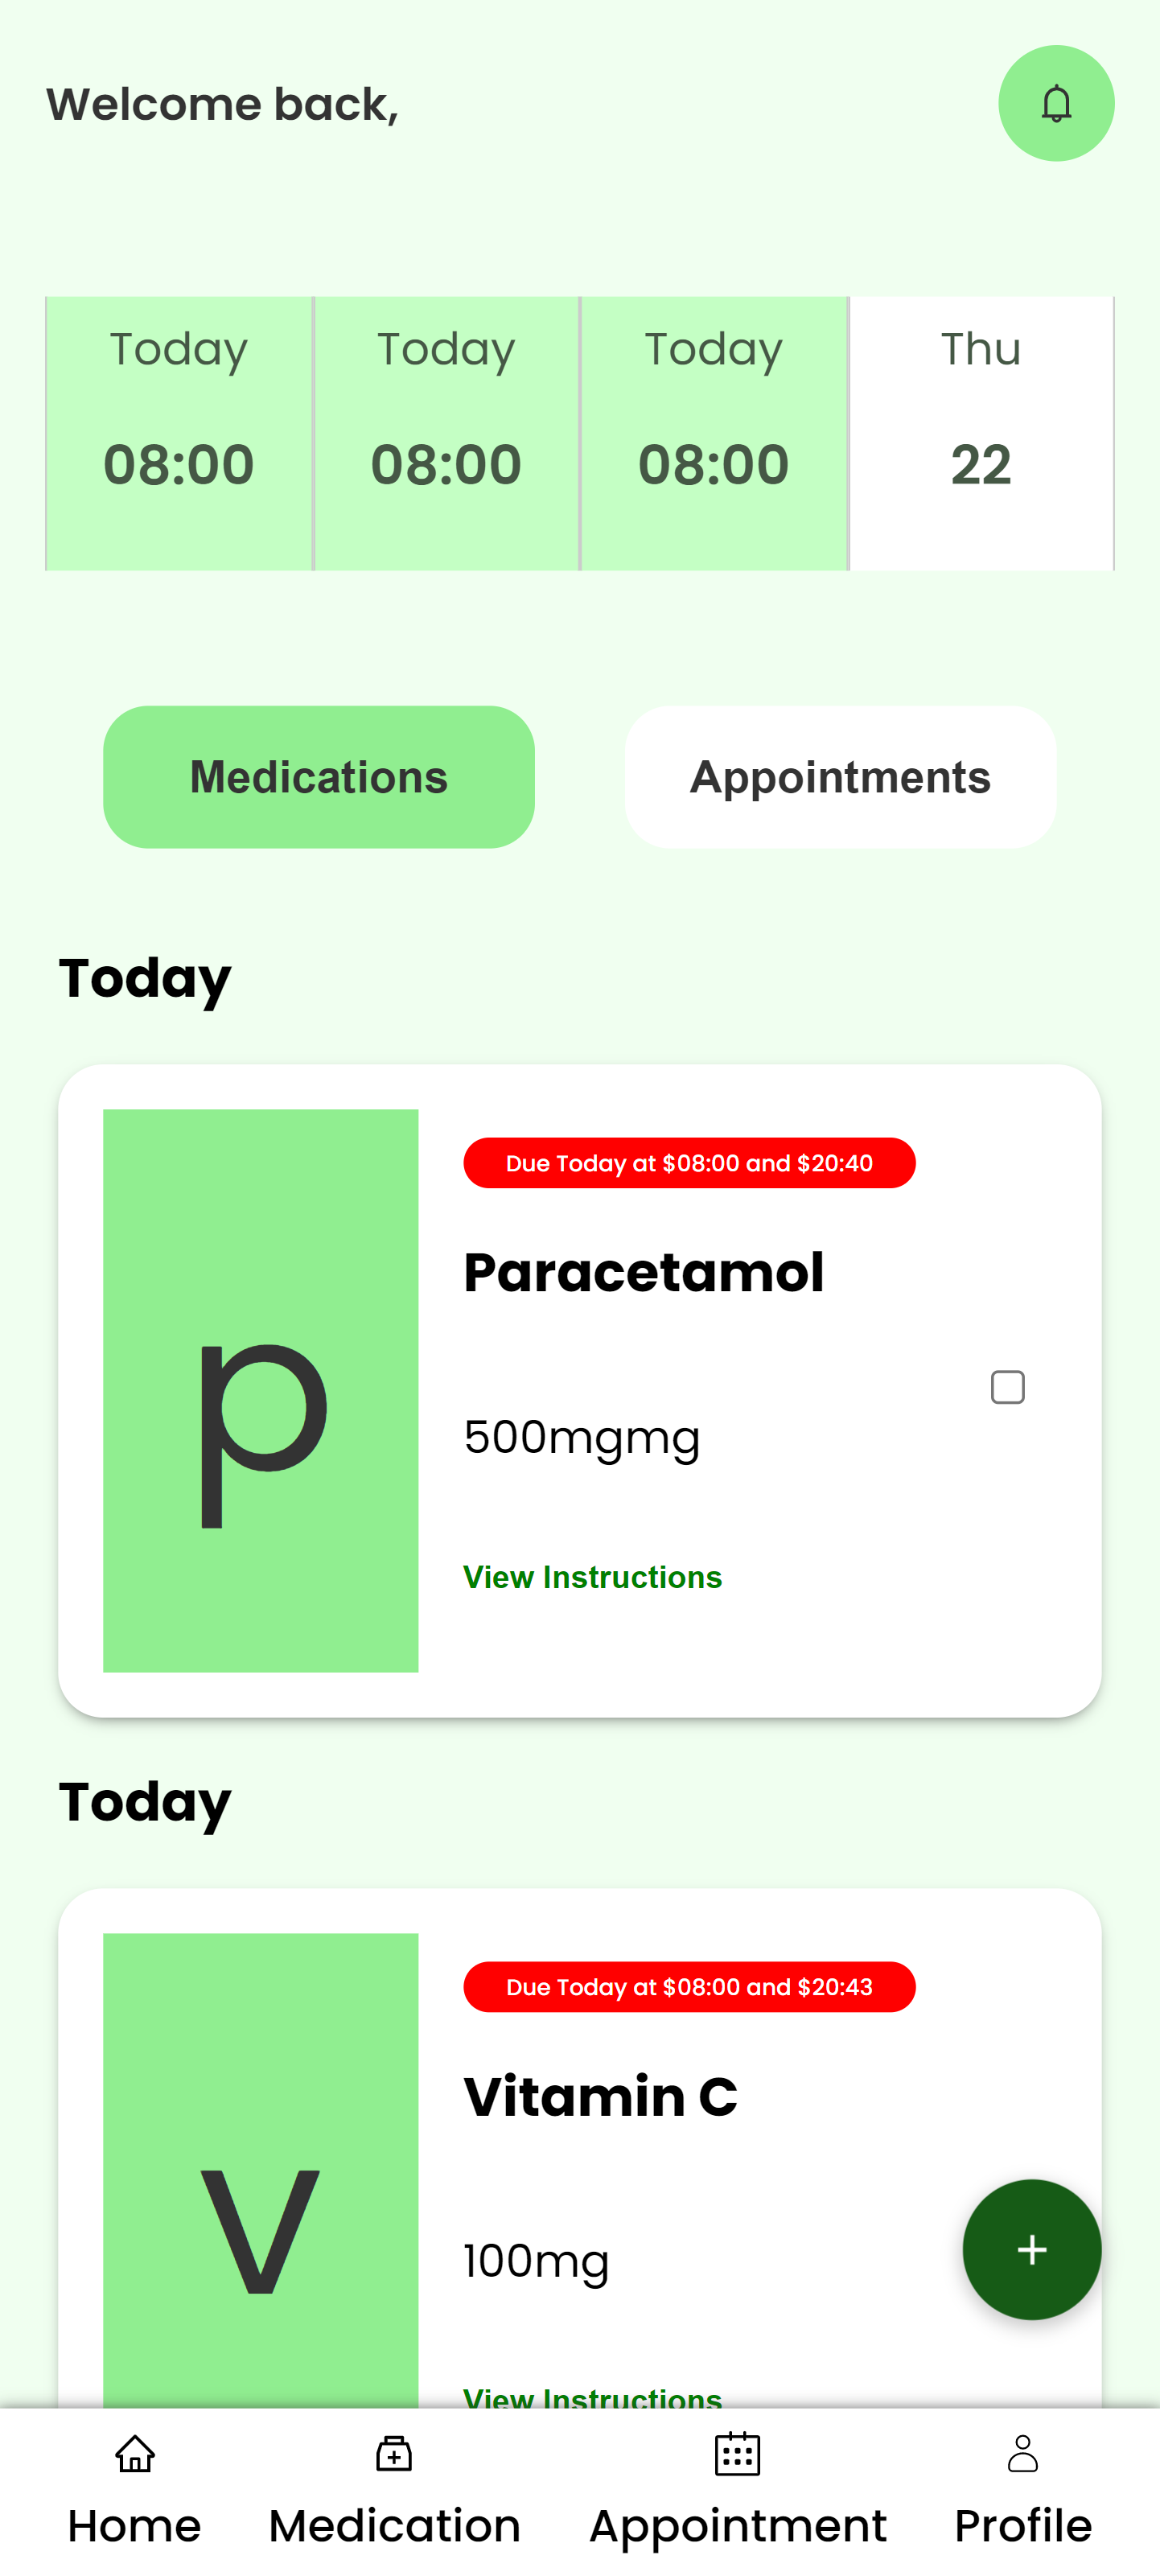 Welcome back,
Today Today Today Thu
08:00 08:00 08:00 22
Medications Appointments
Today
Due Today at $08:00 and $20:40
Paracetamol
p
500mgmg
View Instructions
Today
Due Today at $08:00 and $20:43
Vitamin C
v
100mg
+
View Instructions
Home Medication Appointment Profile